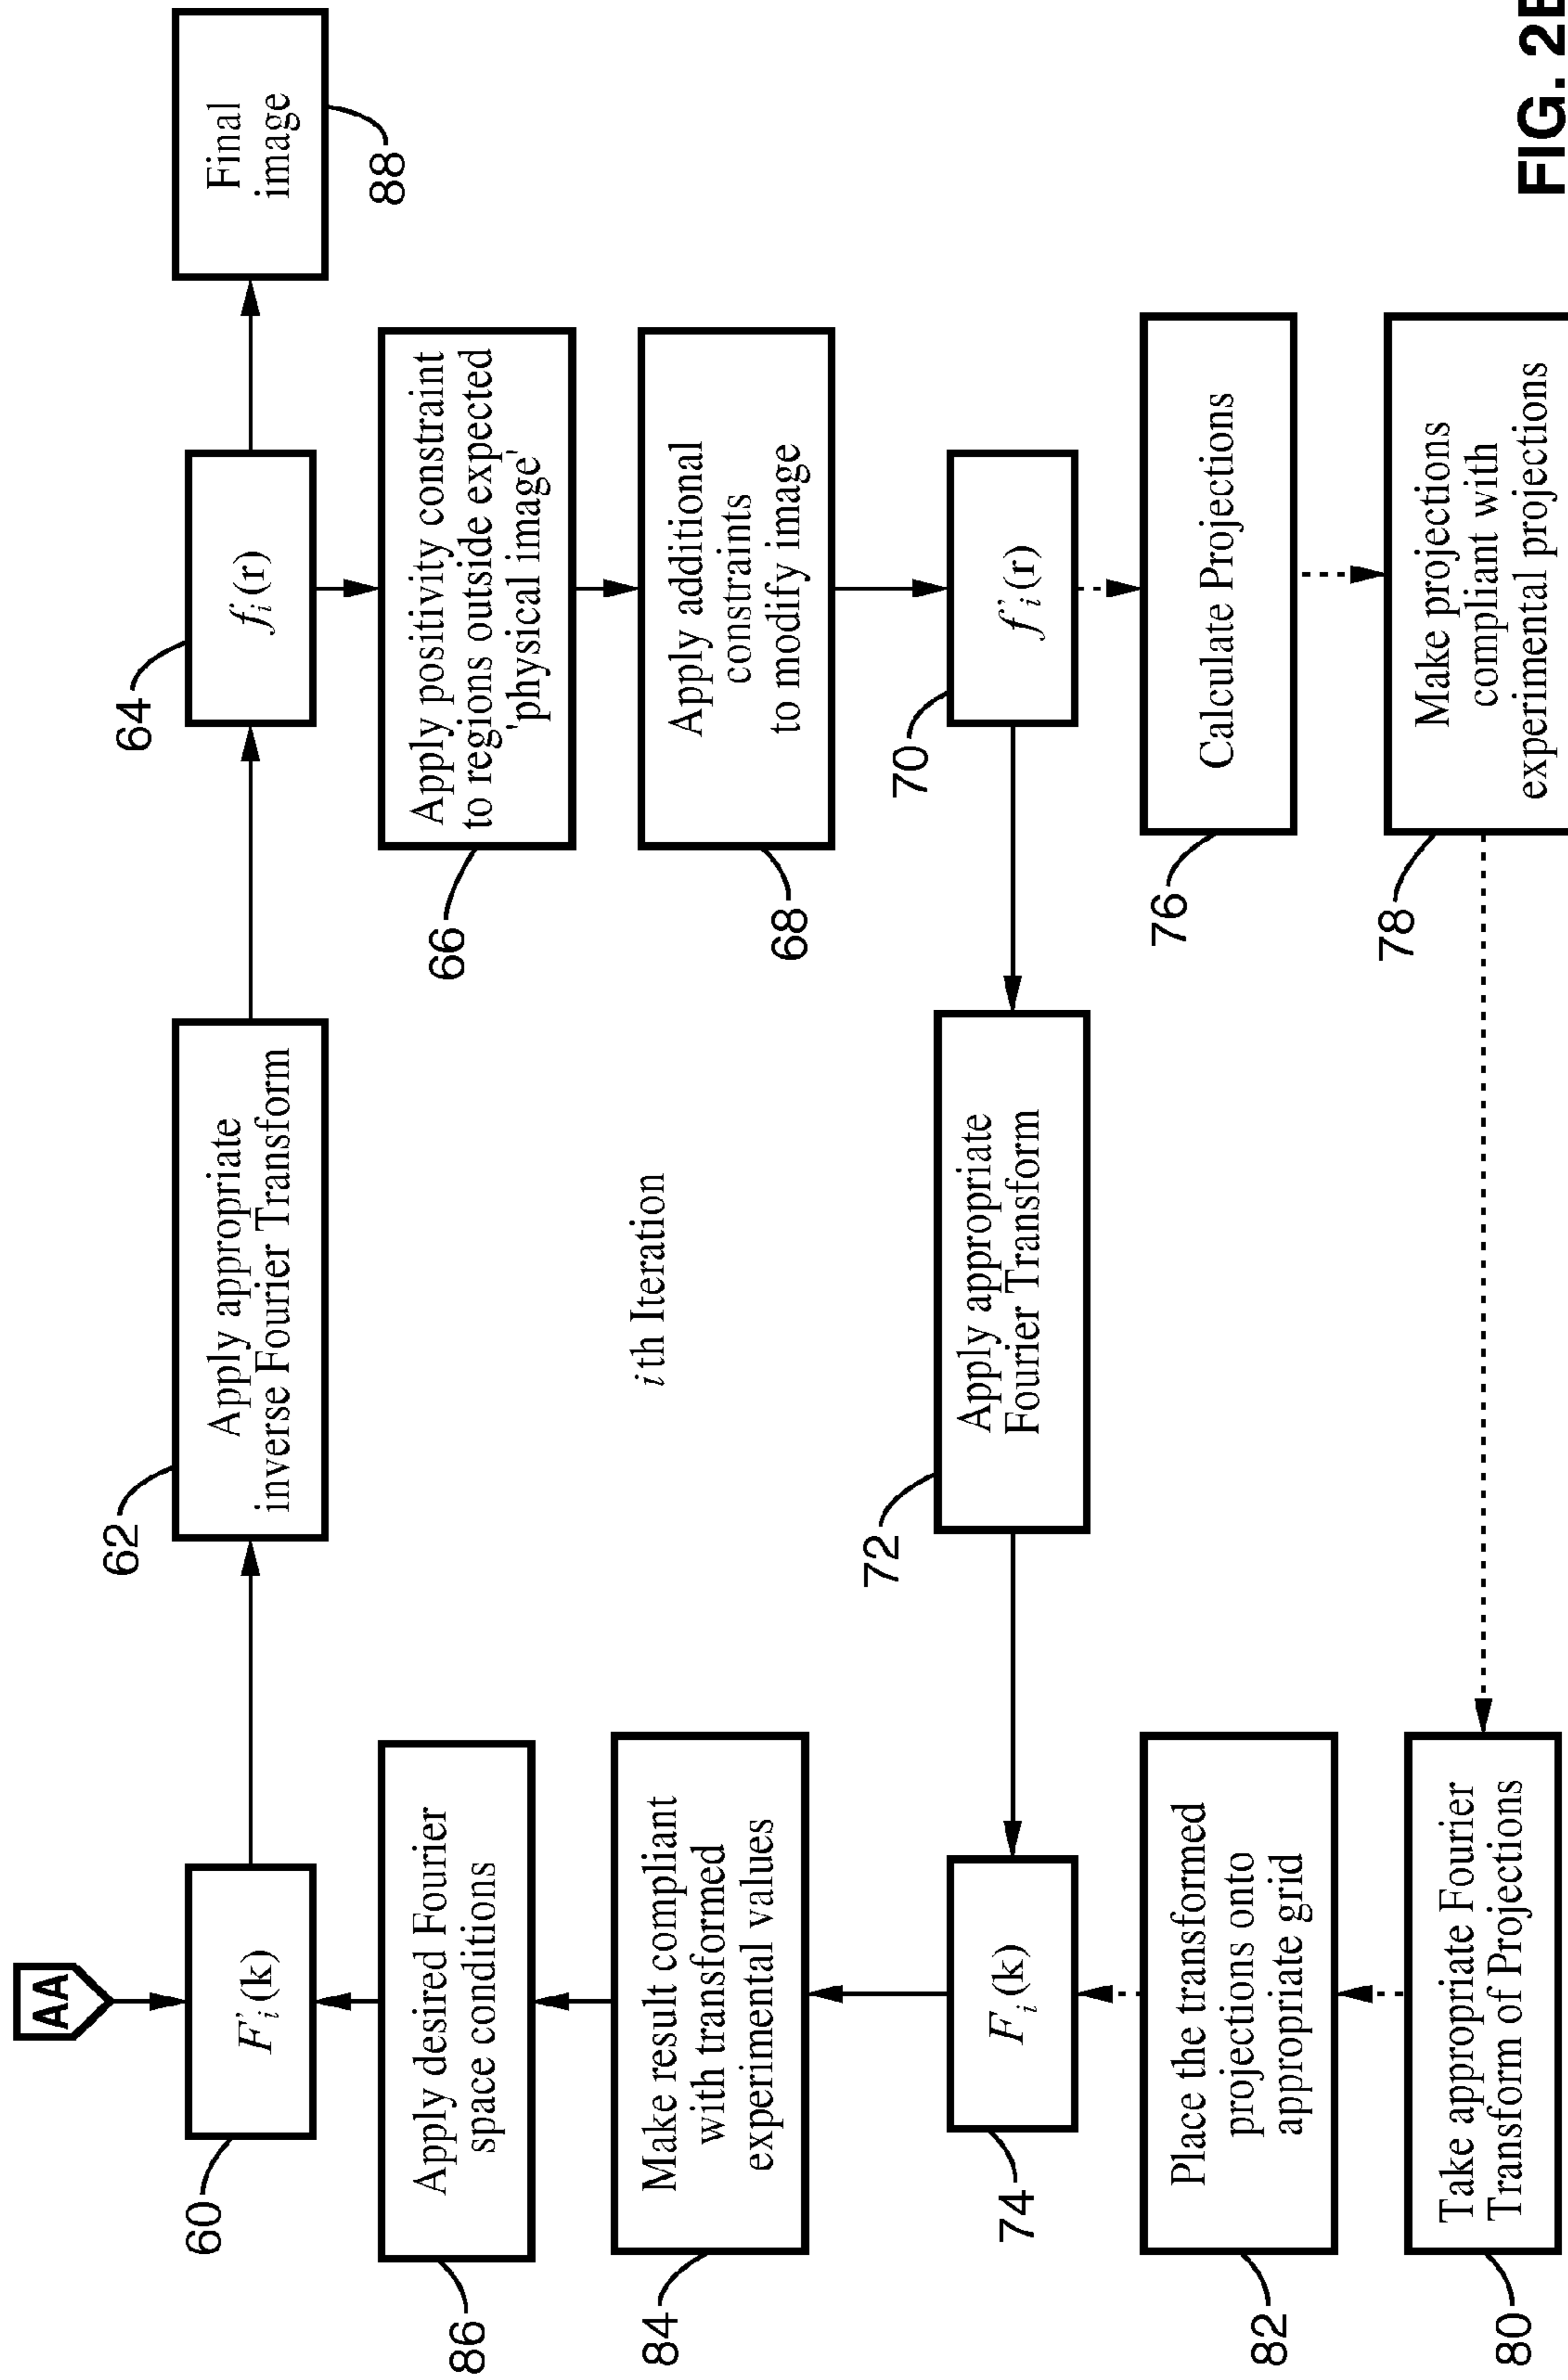 AA
60
F'i(k)
62
Apply appropriate
inverse Fourier Transform
64
fi(r)
Final
image
88
86
Apply desired Fourier
space conditions
66
Apply positivity constraint
to regions outside expected
'physical image'
84
Make result compliant
with transformed
experimental values
ith Iteration
68
Apply additional
constraints
to modify image
74
Fi(k)
72
Apply appropriate
Fourier Transform
70
f'i(r)
82
Place the transformed
projections onto
appropriate grid
76
Calculate Projections
80
Take appropriate Fourier
Transform of Projections
78
Make projections
compliant with
experimental projections
FIG. 2B